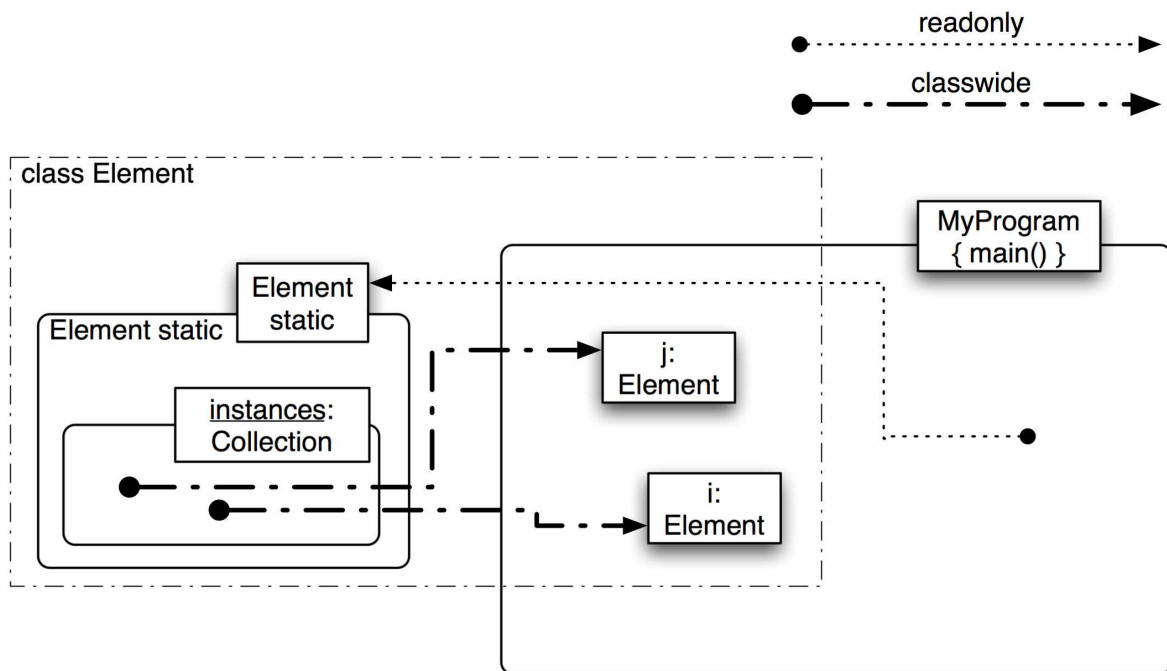 readonly
classwide
class Element
MyProgram
{ main() }
Element
static
Element static
j:
Element
instances:
Collection
i:
Element